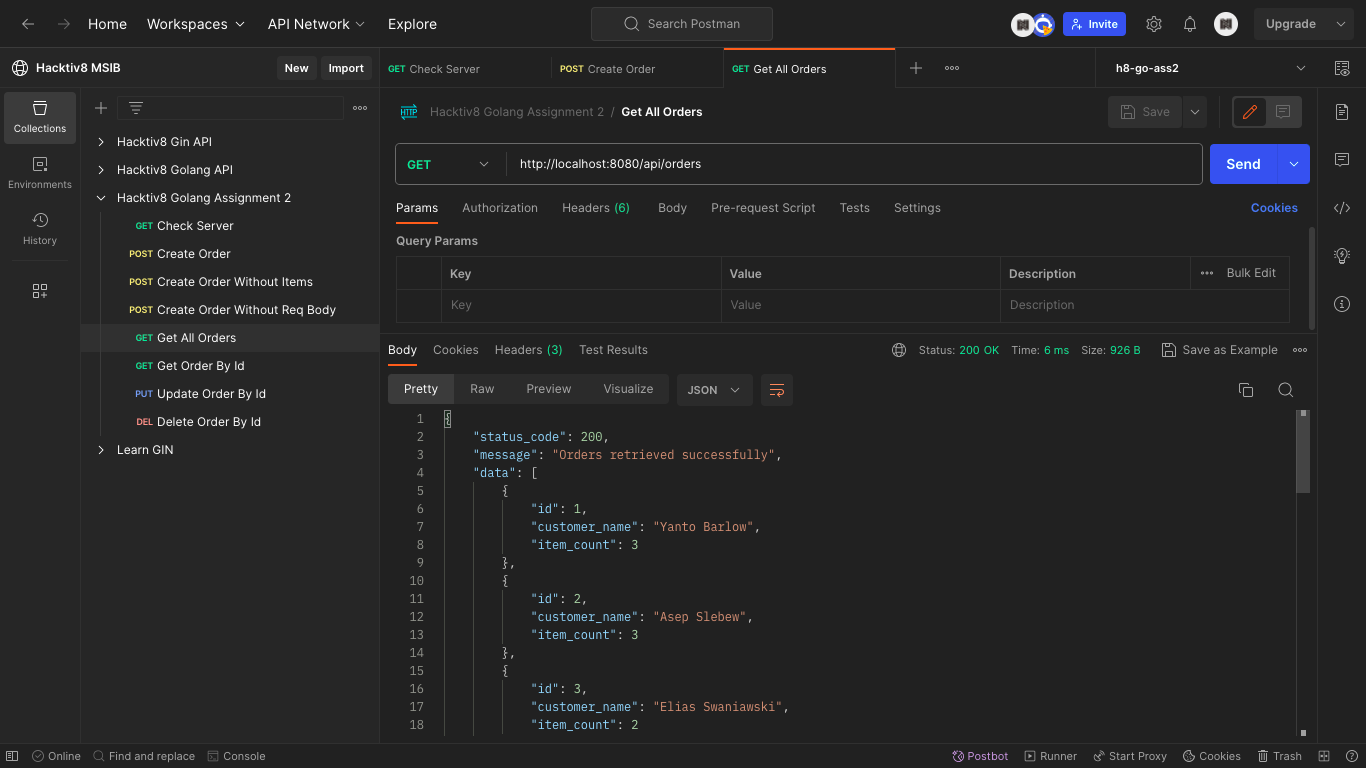 Home Workspaces API Network Explore Search Postman Invite Upgrade
Hacktiv8 MSIB New Import
GET Check Server POST Create Order GET Get All Orders h8-go-ass2
Collections
Environments
History
Hacktiv8 Gin API
Hacktiv8 Golang API
Hacktiv8 Golang Assignment 2
GET Check Server
POST Create Order
POST Create Order Without Items
POST Create Order Without Req Body
GET Get All Orders
GET Get Order By Id
PUT Update Order By Id
DEL Delete Order By Id
Learn GIN
HTTP Hacktiv8 Golang Assignment 2 / Get All Orders Save
GET http://localhost:8080/api/orders Send
Params Authorization Headers (6) Body Pre-request Script Tests Settings Cookies
Query Params
Key Value Description Bulk Edit
Key Value Description
Body Cookies Headers (3) Test Results Status: 200 OK Time: 6 ms Size: 926 B Save as Example
Pretty Raw Preview Visualize JSON
1 {
2 "status_code": 200,
3 "message": "Orders retrieved successfully",
4 "data": [
5 {
6 "id": 1,
7 "customer_name": "Yanto Barlow",
8 "item_count": 3
9 },
10 {
11 "id": 2,
12 "customer_name": "Asep Slebew",
13 "item_count": 3
14 },
15 {
16 "id": 3,
17 "customer_name": "Elias Swaniawski",
18 "item_count": 2
Online Find and replace Console Postbot Runner Start Proxy Cookies Trash